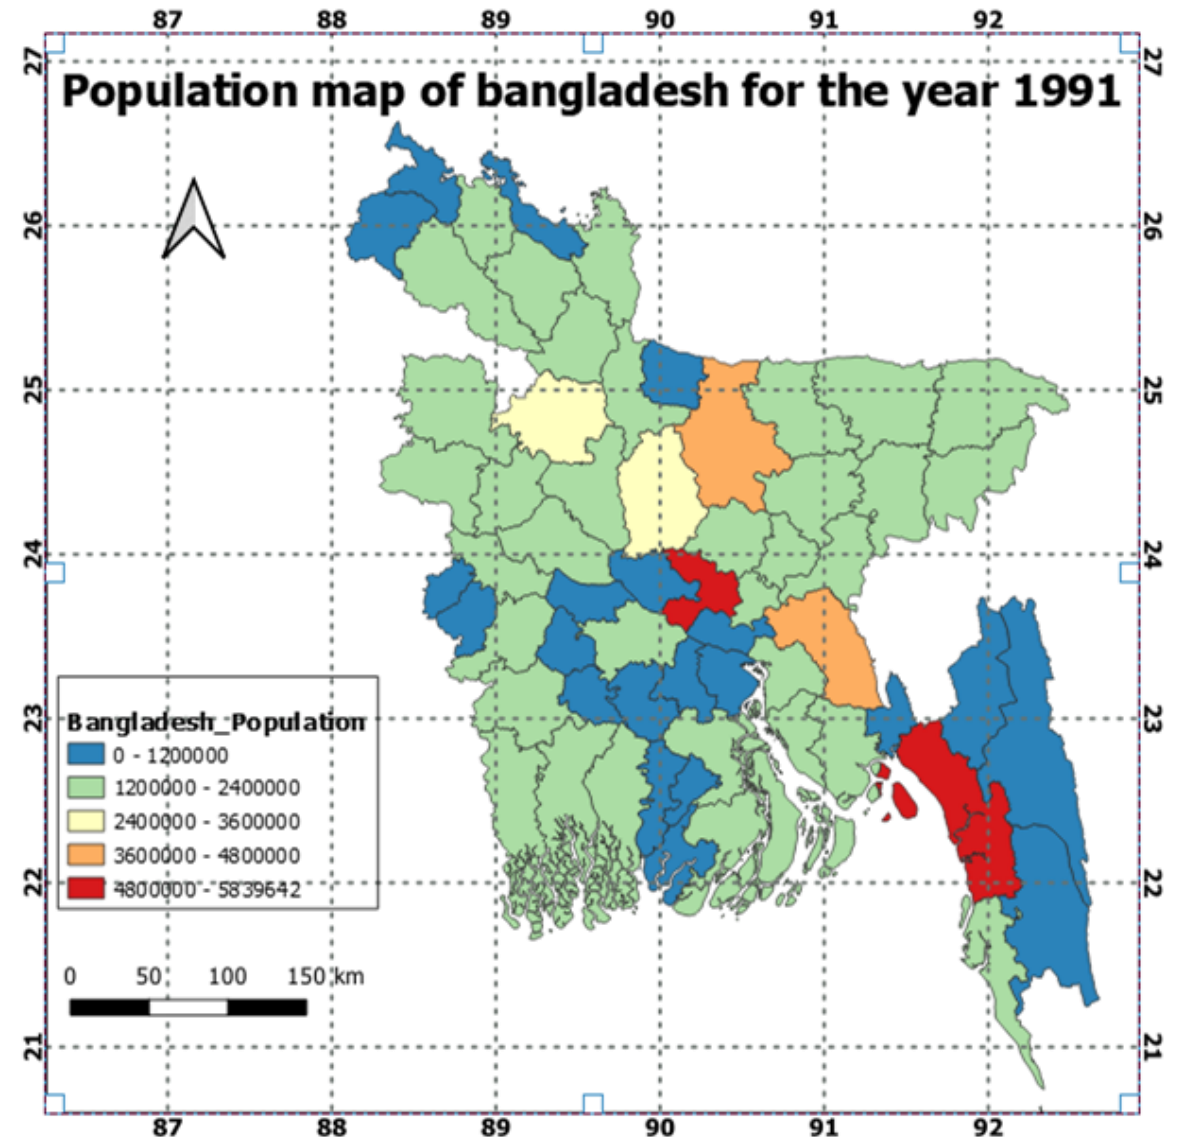 87 88 89 90 91 92
Population map of bangladesh for the year 1991
27 27
26 26
25 25
24 24
23 23
22 22
21 21
Bangladesh_Population
0 - 1200000
1200000 - 2400000
2400000 - 3600000
3600000 - 4800000
4800000 - 5839642
0 50 100 150 km
87 88 89 90 91 92